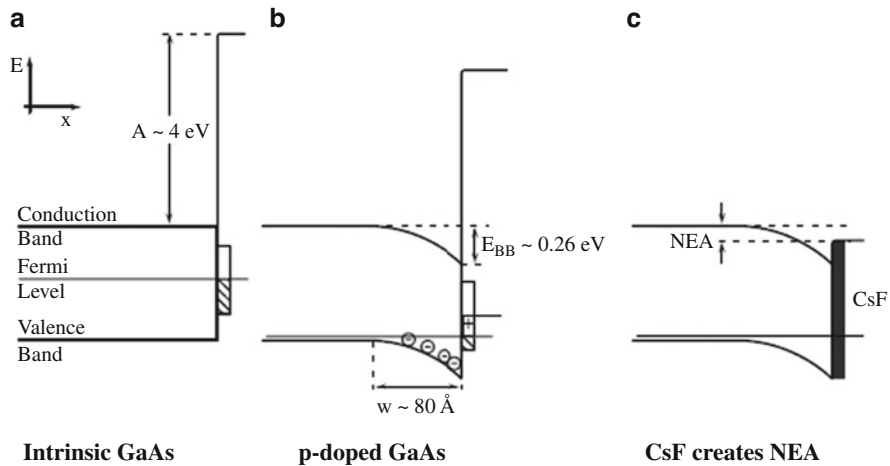 a
b
c
E
x
A ~ 4 eV
Conduction
Band
Fermi
Level
Valence
Band
E_BB ~ 0.26 eV
+
− − − −
w ~ 80 Å
NEA
CsF
Intrinsic GaAs
p-doped GaAs
CsF creates NEA